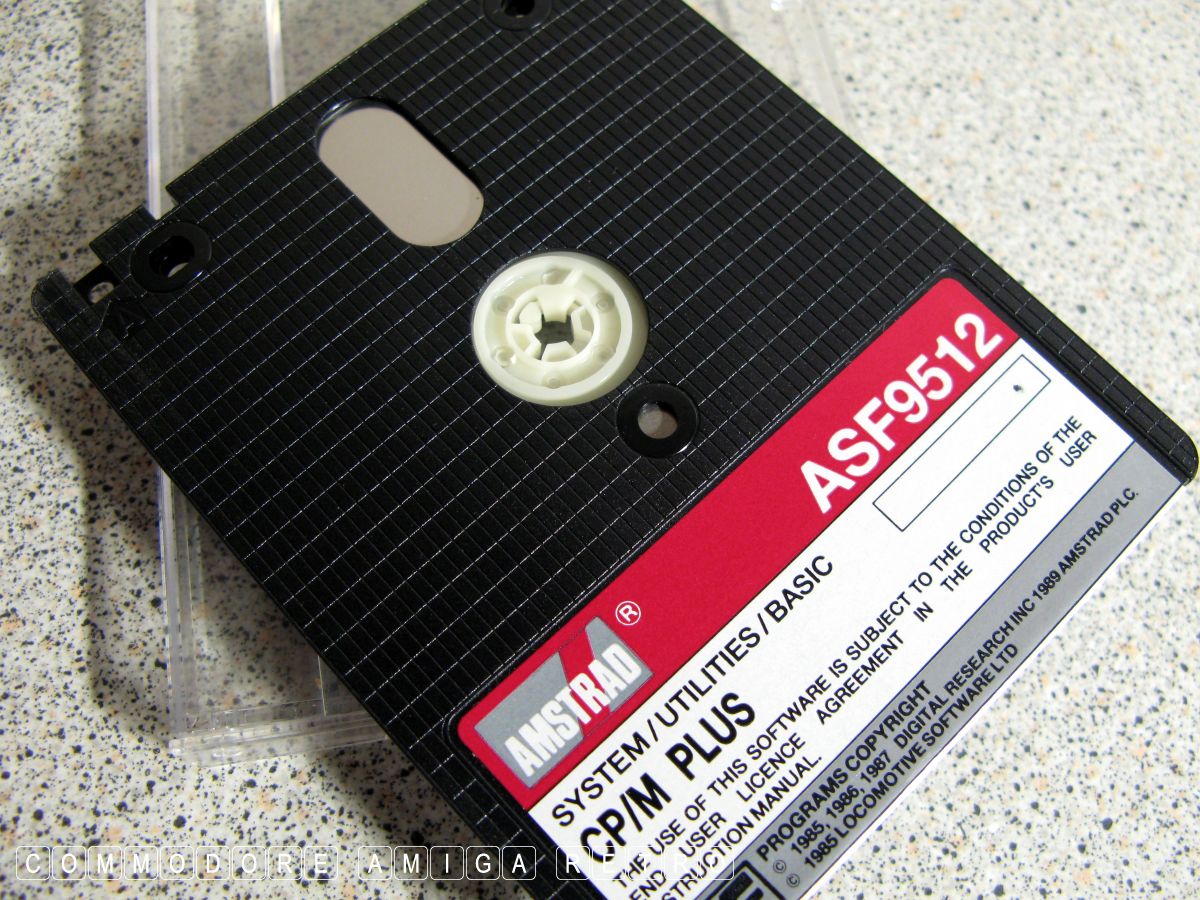 A
ASF9512
AMSTRAD ®
SYSTEM / UTILITIES / BASIC
CP/M PLUS
THE USE OF THIS SOFTWARE IS SUBJECT TO THE CONDITIONS OF THE
END USER LICENCE AGREEMENT IN THE PRODUCT'S USER
INSTRUCTION MANUAL.
PROGRAMS COPYRIGHT
© 1985, 1986, 1987 DIGITAL RESEARCH INC 1989 AMSTRAD PLC.
© 1985 LOCOMOTIVE SOFTWARE LTD
COMMODORE AMIGA RETRO